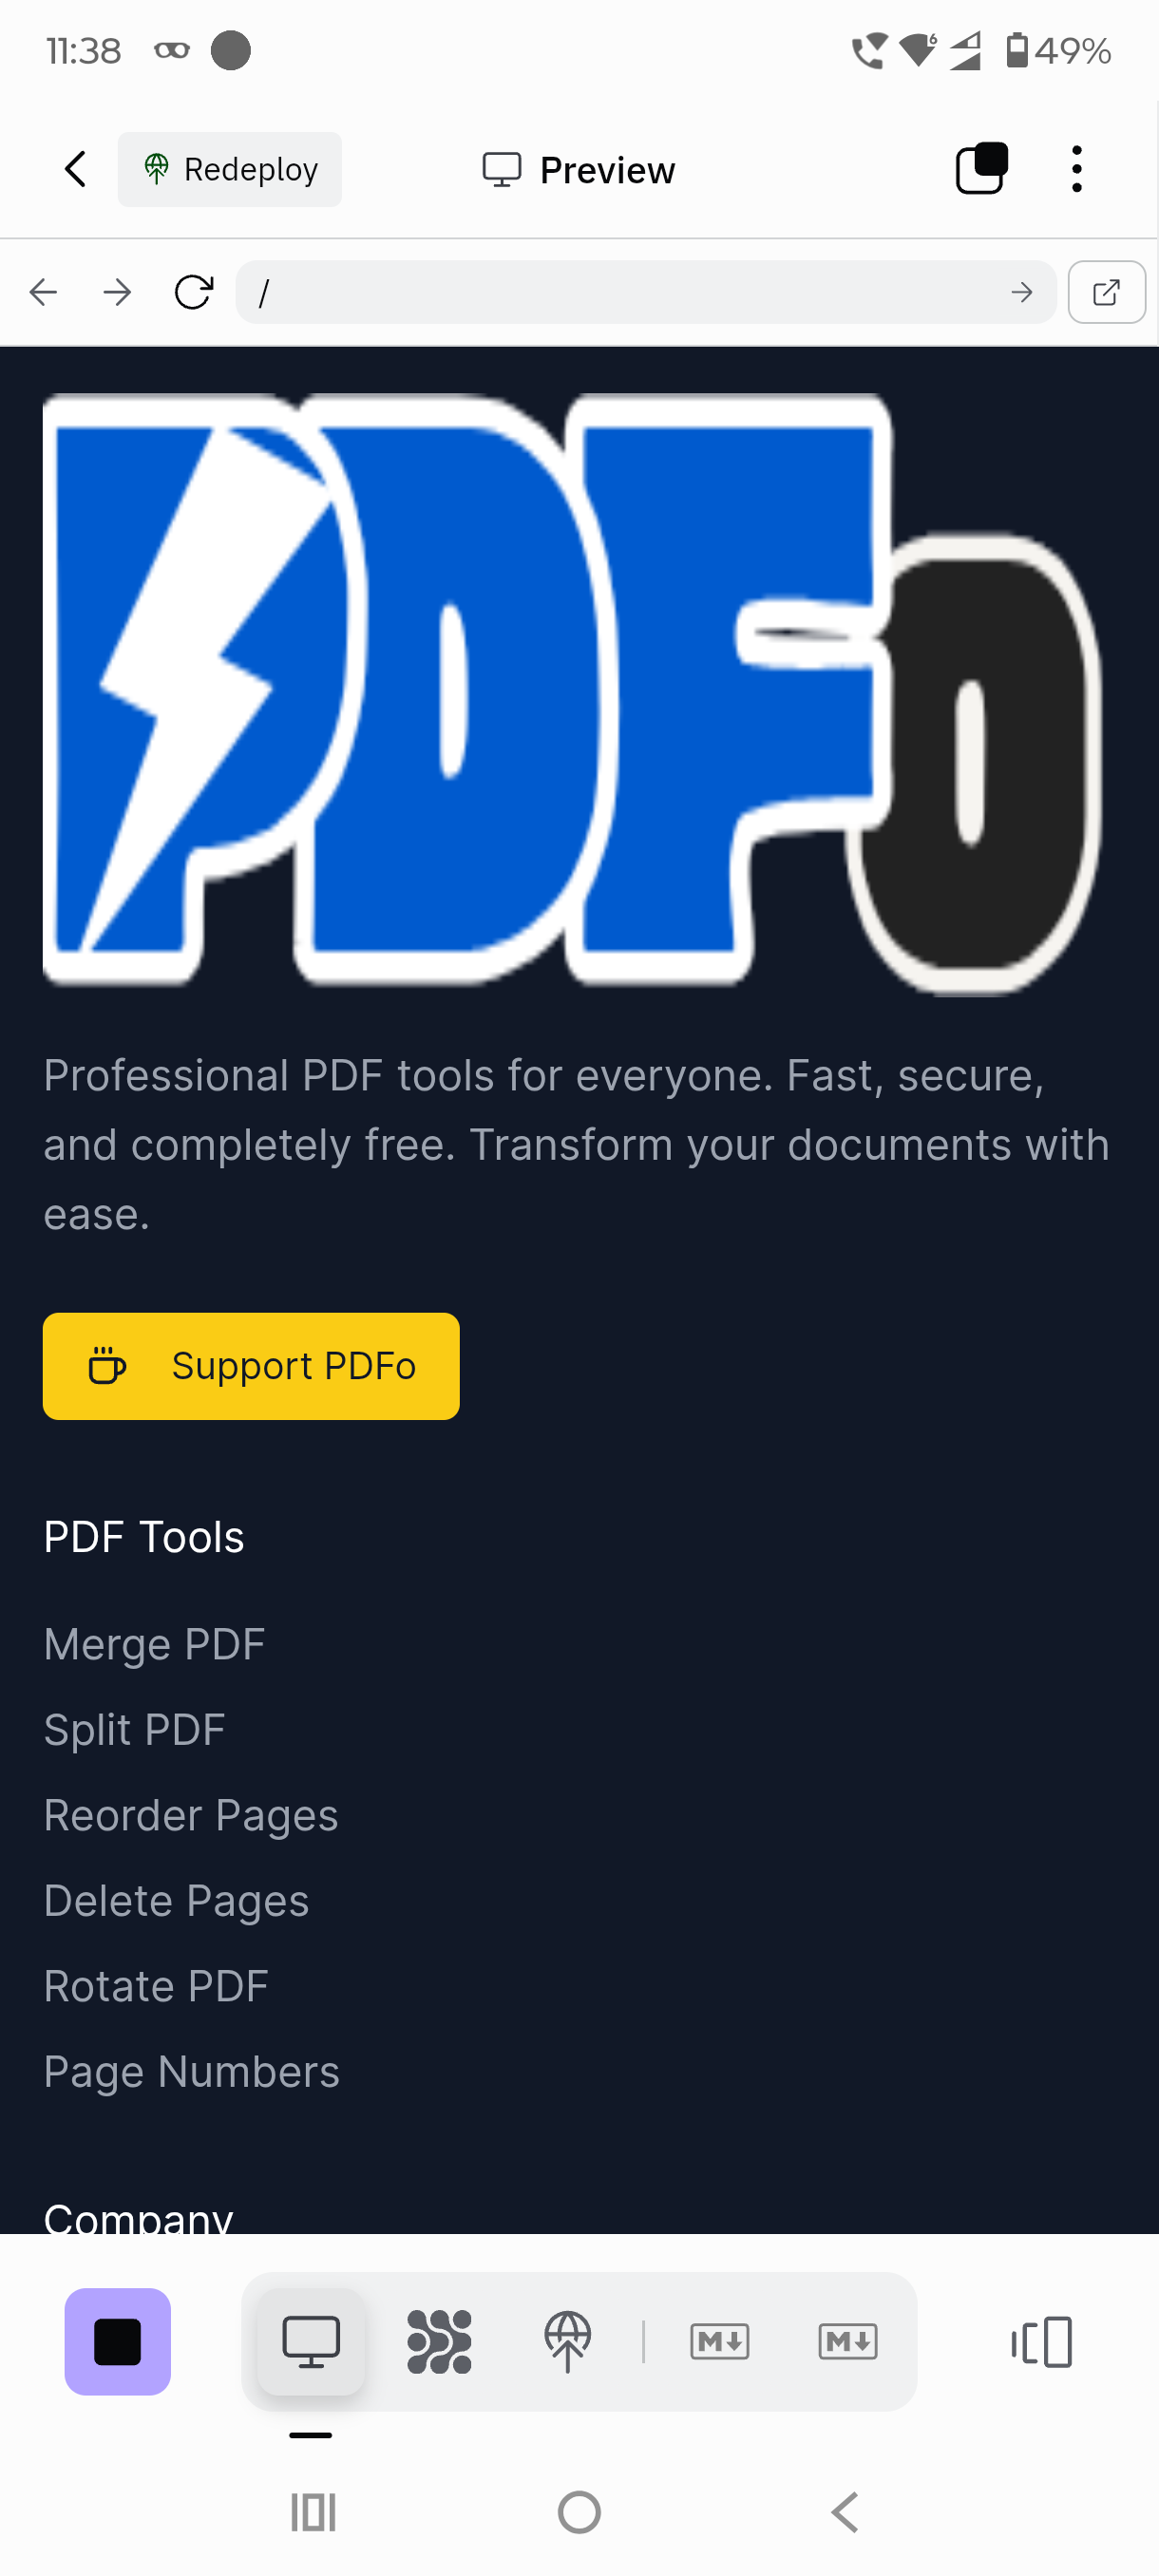 11:38
6
49%
Redeploy
Preview
/
PDFo
Professional PDF tools for everyone. Fast, secure,
and completely free. Transform your documents with
ease.
Support PDFo
PDF Tools
Merge PDF
Split PDF
Reorder Pages
Delete Pages
Rotate PDF
Page Numbers
Company
M
M